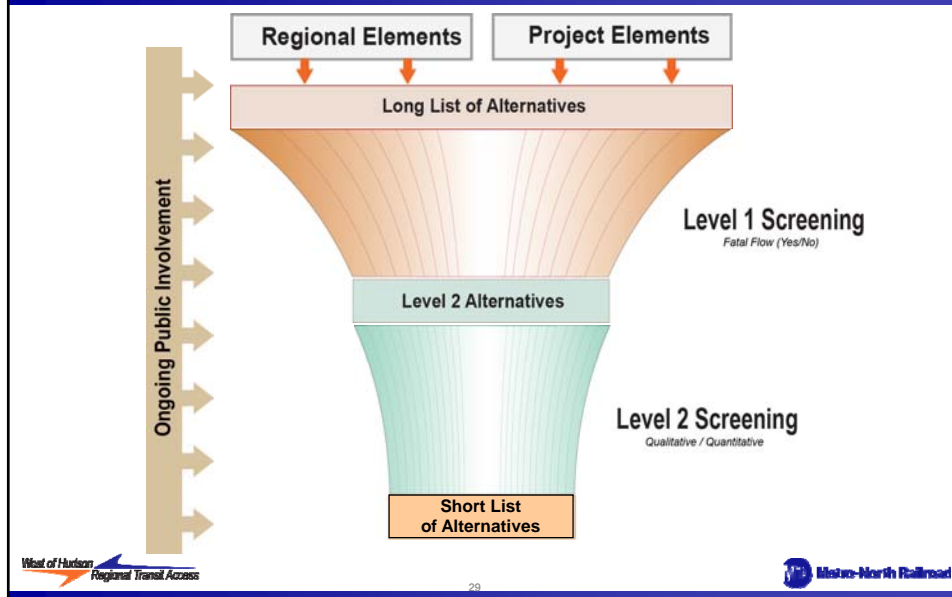 Regional Elements
Project Elements
Long List of Alternatives
Ongoing Public Involvement
Level 1 Screening
Fatal Flow (Yes/No)
Level 2 Alternatives
Level 2 Screening
Qualitative / Quantitative
Short List
of Alternatives
West of Hudson
Regional Transit Access
29
Metro-North Railroad